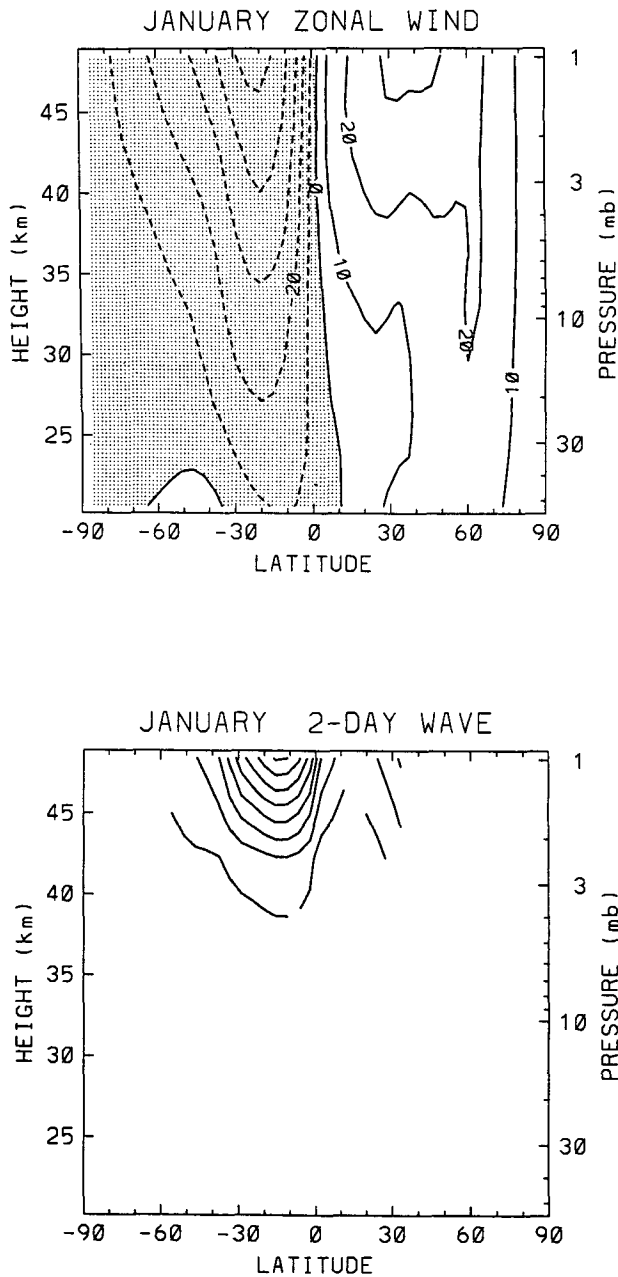 JANUARY ZONAL WIND
45
40
35
30
25
HEIGHT (km)
1
3
10
30
PRESSURE (mb)
20
0
10
20
20
10
-90 -60 -30 0 30 60 90
LATITUDE
JANUARY 2-DAY WAVE
45
40
35
30
25
HEIGHT (km)
1
3
10
30
PRESSURE (mb)
-90 -60 -30 0 30 60 90
LATITUDE